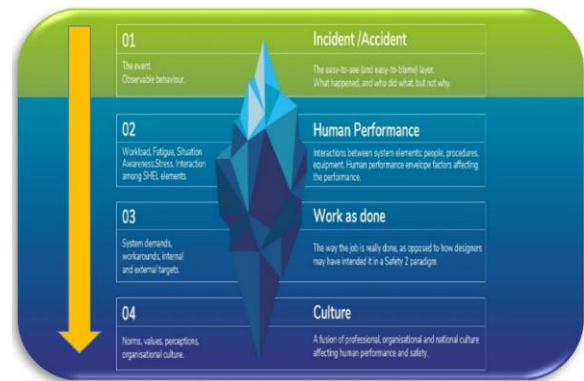 01
The event.
Observable behaviour.
Incident /Accident
The easy-to-see (and easy-to-blame) layer.
What happened, and who did what, but not why.
02
Workload, Fatigue, Situation
Awareness,Stress, Interaction
among SHEL elements
Human Performance
Interactions between system elements: people, procedures,
equipment. Human performance envelope factors affecting
the performance.
03
System demands,
workarounds, internal
and external targets.
Work as done
The way the job is really done, as opposed to how designers
may have intended it in a Safety 2 paradigm.
04
Norms, values, perceptions,
organisational culture.
Culture
A fusion of professional, organisational and national culture
affecting human performance and safety.